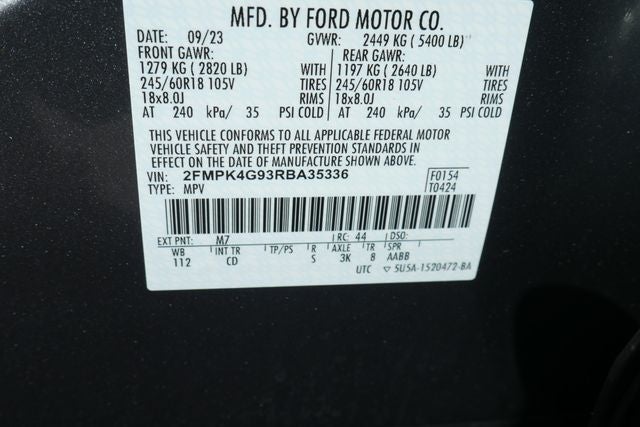 MFD. BY FORD MOTOR CO.
DATE: 09/23 GVWR: 2449 KG ( 5400 LB)
FRONT GAWR: REAR GAWR:
1279 KG ( 2820 LB) WITH 1197 KG ( 2640 LB) WITH
245/60R18 105V TIRES 245/60R18 105V TIRES
18x8.0J RIMS 18x8.0J RIMS
AT 240 kPa/ 35 PSI COLD AT 240 kPa/ 35 PSI COLD
THIS VEHICLE CONFORMS TO ALL APPLICABLE FEDERAL MOTOR
VEHICLE SAFETY AND THEFT PREVENTION STANDARDS IN
EFFECT ON THE DATE OF MANUFACTURE SHOWN ABOVE.
VIN: 2FMPK4G93RBA35336 F0154
TYPE: MPV T0424
EXT PNT: M7 RC: 44 DSO:
WB INT TR TP/PS R AXLE TR SPR
112 CD S 3K 8 AABB
UTC ▽ 5U5A-1520472-BA